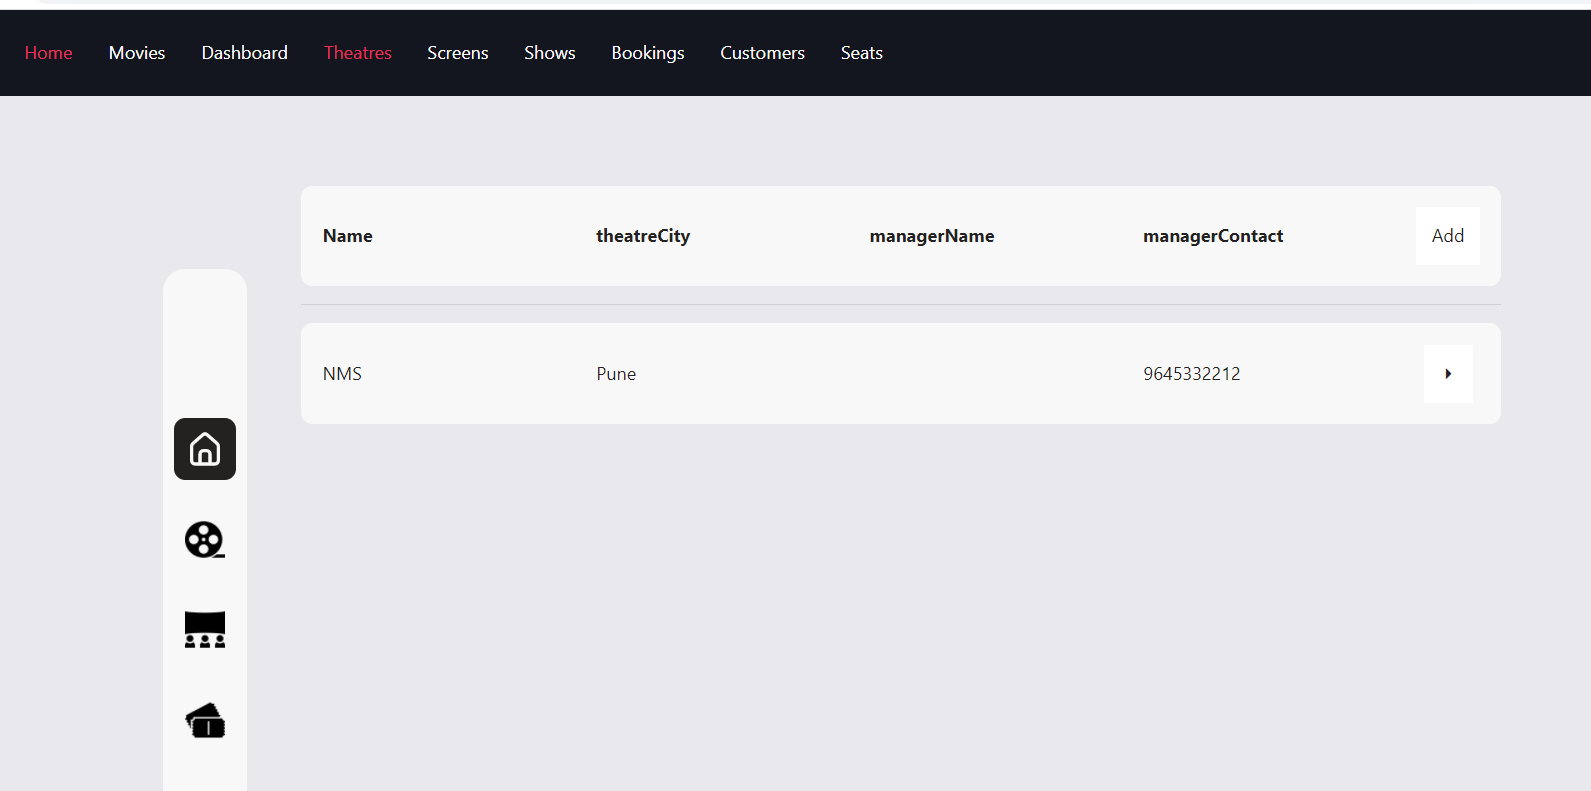 Home Movies Dashboard Theatres Screens Shows Bookings Customers Seats
Name theatreCity managerName managerContact Add
NMS Pune 9645332212